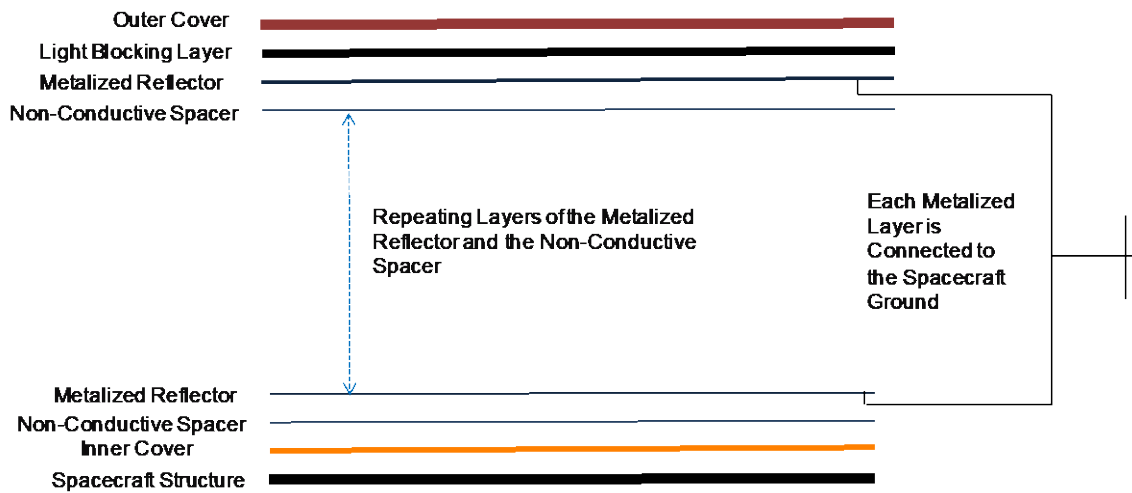 Outer Cover
Light Blocking Layer
Metalized Reflector
Non-Conductive Spacer
Repeating Layers of the Metalized
Reflector and the Non-Conductive
Spacer
Each Metalized
Layer is
Connected to
the Spacecraft
Ground
Metalized Reflector
Non-Conductive Spacer
Inner Cover
Spacecraft Structure